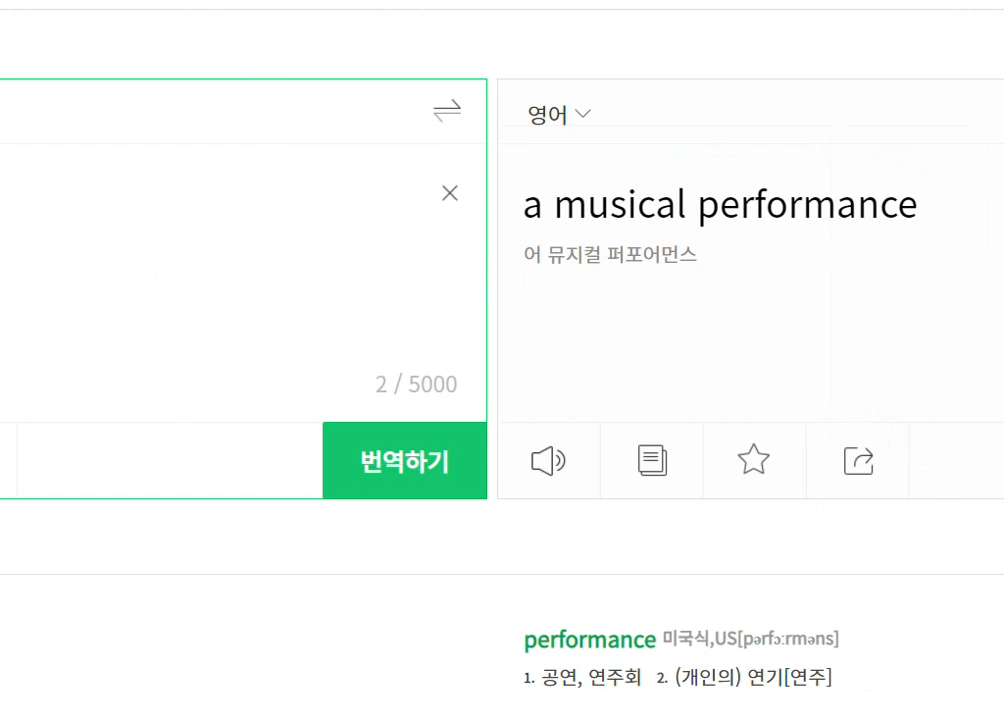 영어
a musical performance
어 뮤지컬 퍼포어먼스
2 / 5000
번역하기
performance 미국식,US[pərfɔːrməns]
1. 공연, 연주회 2. (개인의) 연기[연주]